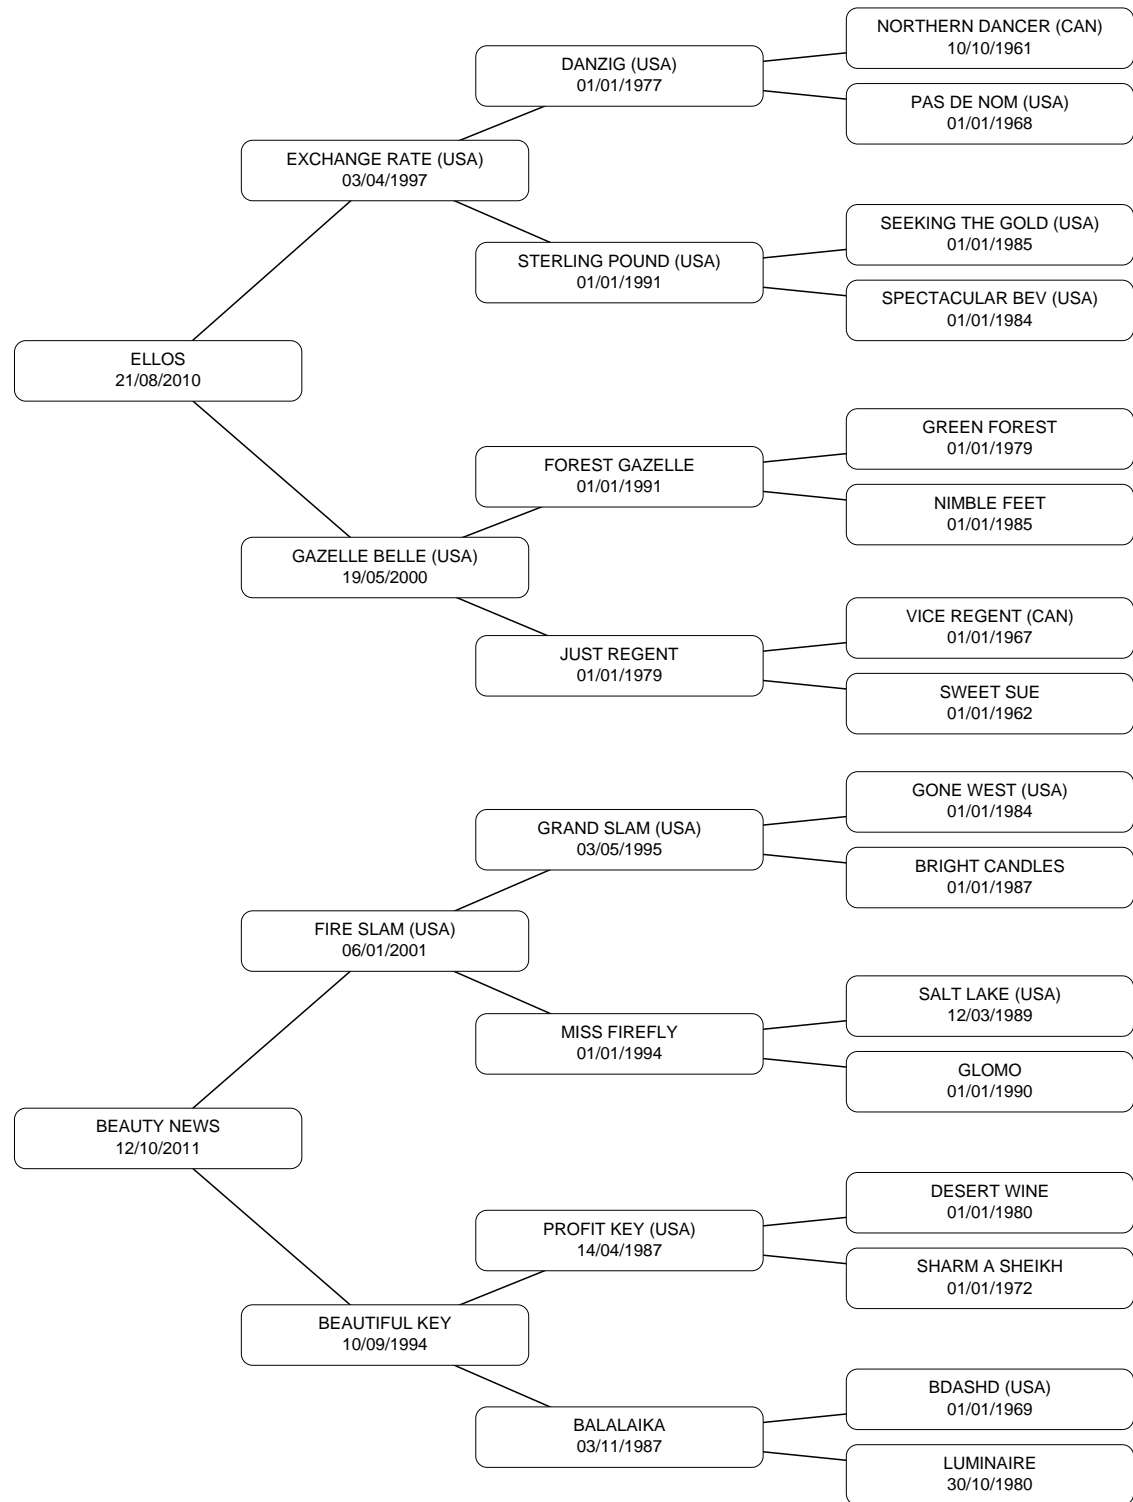 NORTHERN DANCER (CAN)
10/10/1961
DANZIG (USA)
01/01/1977
PAS DE NOM (USA)
01/01/1968
EXCHANGE RATE (USA)
03/04/1997
SEEKING THE GOLD (USA)
01/01/1985
STERLING POUND (USA)
01/01/1991
SPECTACULAR BEV (USA)
01/01/1984
ELLOS
21/08/2010
GREEN FOREST
01/01/1979
FOREST GAZELLE
01/01/1991
NIMBLE FEET
01/01/1985
GAZELLE BELLE (USA)
19/05/2000
VICE REGENT (CAN)
01/01/1967
JUST REGENT
01/01/1979
SWEET SUE
01/01/1962
GONE WEST (USA)
01/01/1984
GRAND SLAM (USA)
03/05/1995
BRIGHT CANDLES
01/01/1987
FIRE SLAM (USA)
06/01/2001
SALT LAKE (USA)
12/03/1989
MISS FIREFLY
01/01/1994
GLOMO
01/01/1990
BEAUTY NEWS
12/10/2011
DESERT WINE
01/01/1980
PROFIT KEY (USA)
14/04/1987
SHARM A SHEIKH
01/01/1972
BEAUTIFUL KEY
10/09/1994
BDASHD (USA)
01/01/1969
BALALAIKA
03/11/1987
LUMINAIRE
30/10/1980